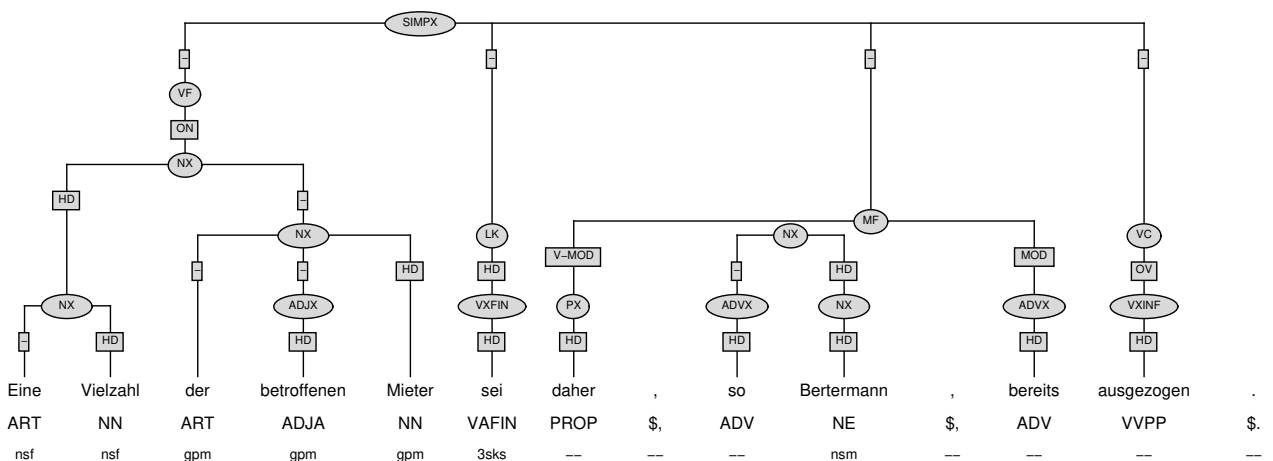 SIMPX
– – – –
VF
ON
NX
HD –
NX LK MF NX VC
– – HD HD V–MOD – HD MOD OV
NX ADJX VXFIN PX ADVX NX ADVX VXINF
– HD HD HD HD HD HD HD HD
Eine Vielzahl der betroffenen Mieter sei daher , so Bertermann , bereits ausgezogen .
ART NN ART ADJA NN VAFIN PROP $, ADV NE $, ADV VVPP $.
nsf nsf gpm gpm gpm 3sks –– –– –– nsm –– –– –– ––